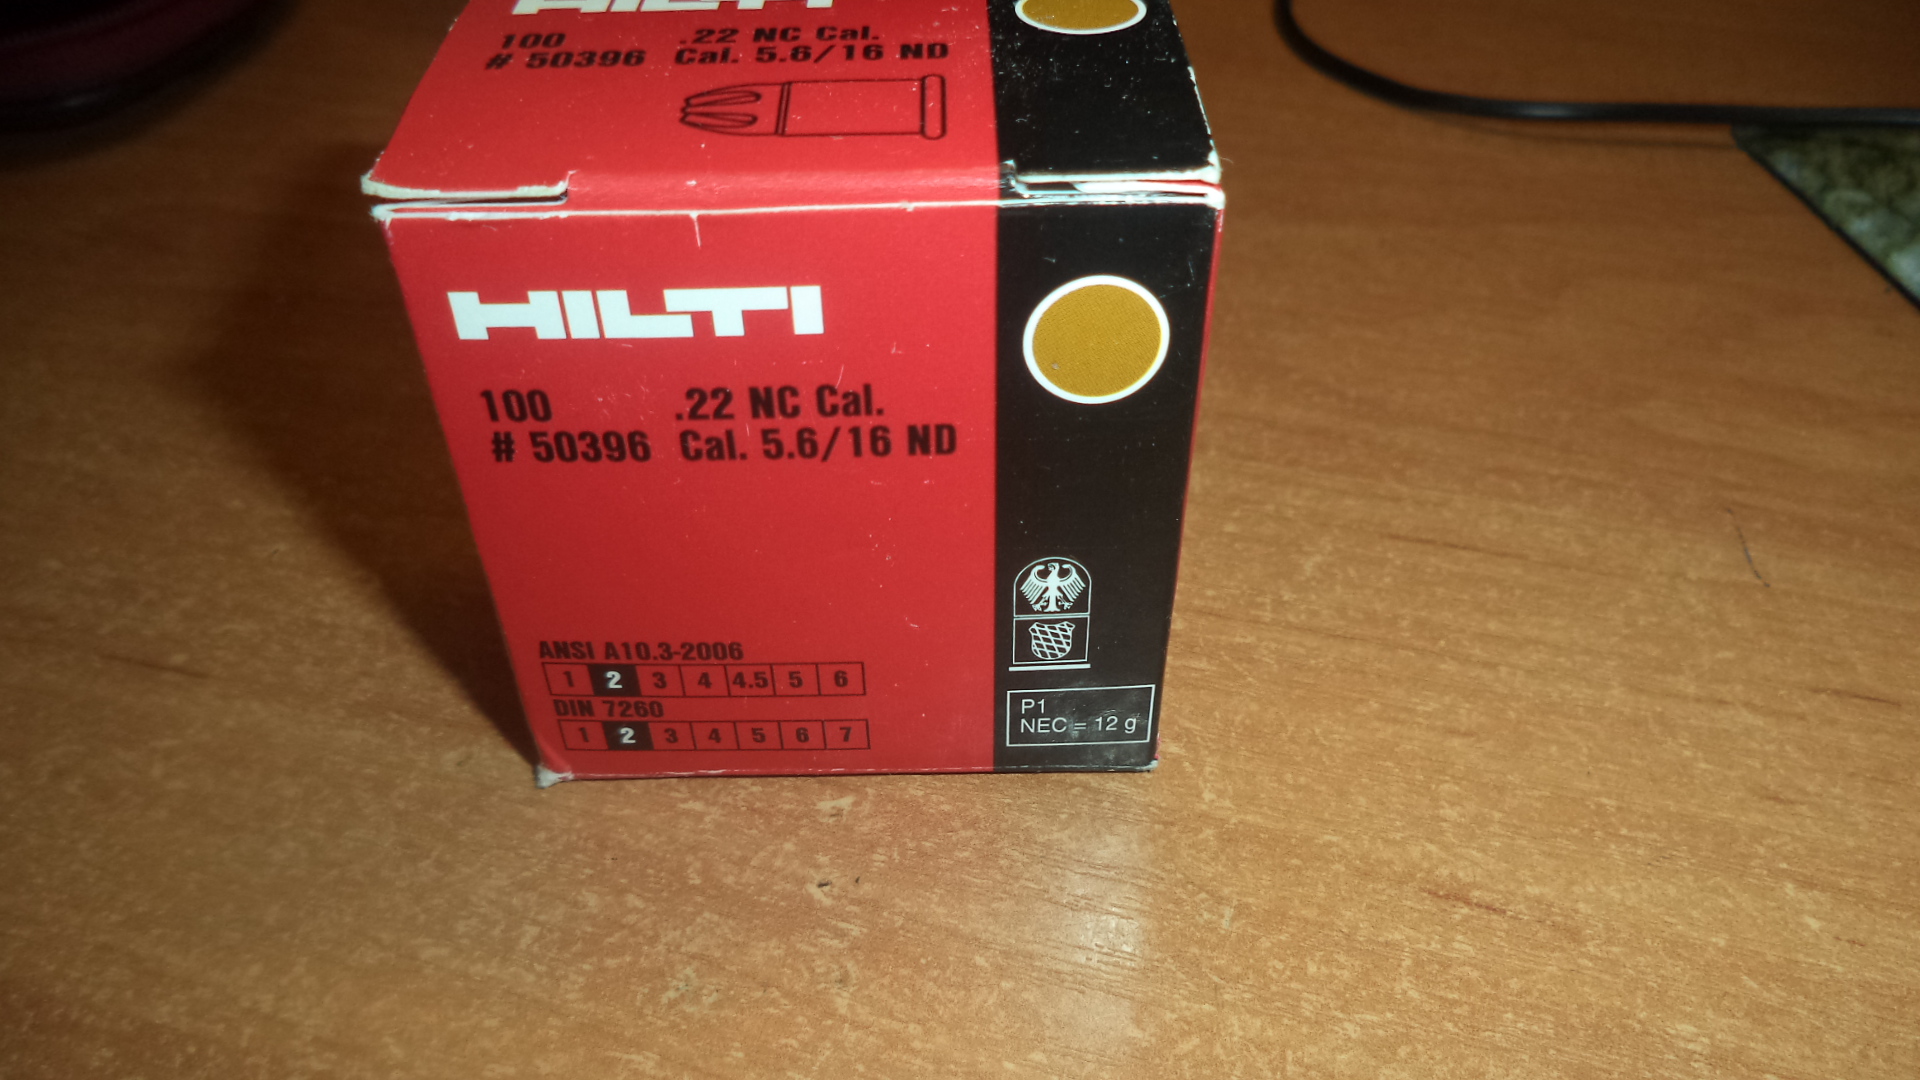 HILTI
100 .22 NC Cal.
# 50396 Cal. 5.6/16 ND
HILTI
100 .22 NC Cal.
# 50396 Cal. 5.6/16 ND
ANSI A10.3-2006
1 2 3 4 4.5 5 6
DIN 7260
1 2 3 4 5 6 7
P1
NEC = 12 g